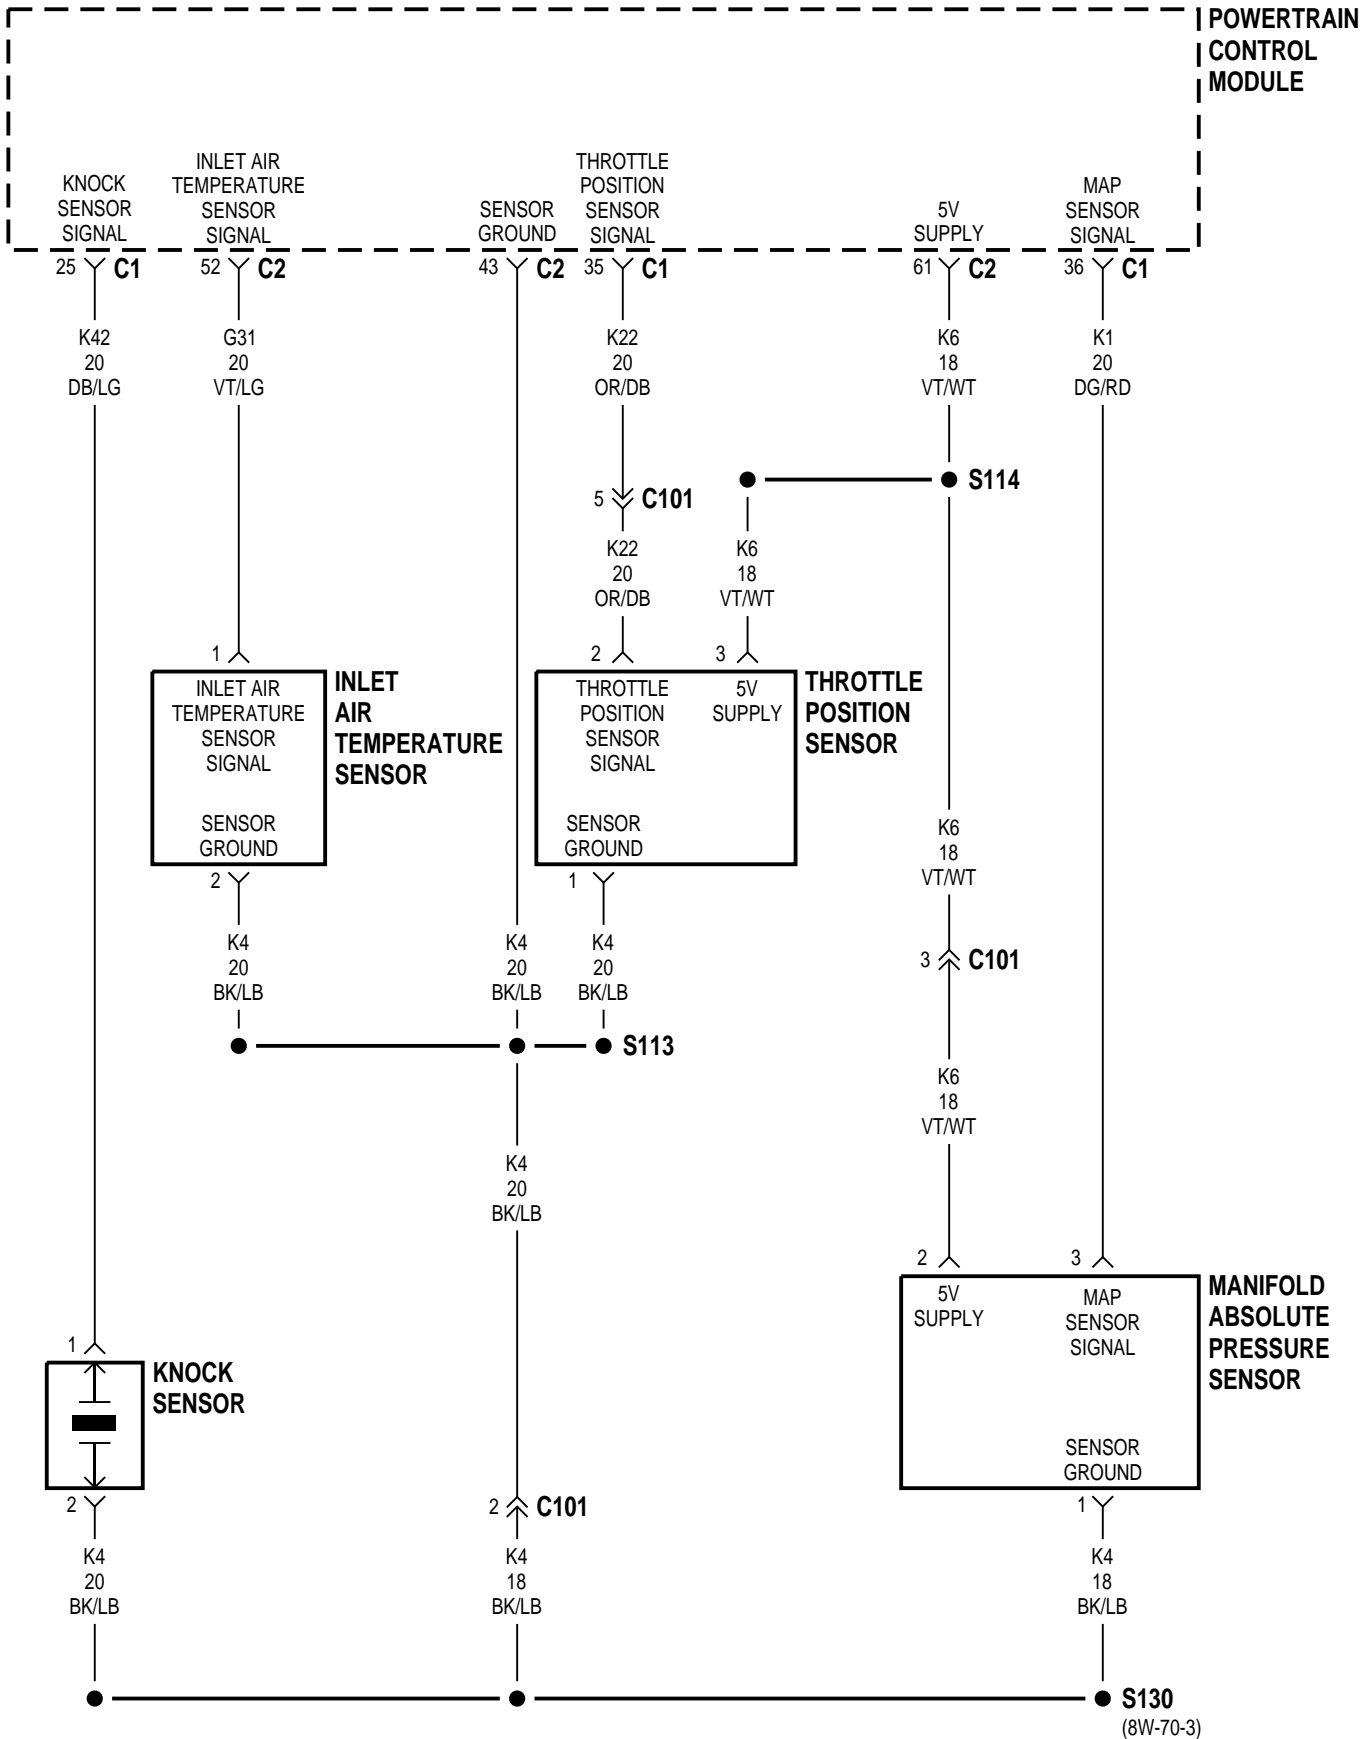 POWERTRAIN
CONTROL
MODULE
KNOCK
SENSOR
SIGNAL
INLET AIR
TEMPERATURE
SENSOR
SIGNAL
SENSOR
GROUND
THROTTLE
POSITION
SENSOR
SIGNAL
5V
SUPPLY
MAP
SENSOR
SIGNAL
25 C1
52 C2
43 C2
35 C1
61 C2
36 C1
K42
20
DB/LG
G31
20
VT/LG
K22
20
OR/DB
K6
18
VT/WT
K1
20
DG/RD
S114
5 C101
K22
20
OR/DB
K6
18
VT/WT
1
2
3
INLET AIR
TEMPERATURE
SENSOR
SIGNAL
SENSOR
GROUND
INLET
AIR
TEMPERATURE
SENSOR
THROTTLE
POSITION
SENSOR
SIGNAL
5V
SUPPLY
SENSOR
GROUND
THROTTLE
POSITION
SENSOR
K6
18
VT/WT
2
1
K4
20
BK/LB
K4
20
BK/LB
K4
20
BK/LB
3 C101
S113
K6
18
VT/WT
K4
20
BK/LB
2
3
5V
SUPPLY
MAP
SENSOR
SIGNAL
SENSOR
GROUND
MANIFOLD
ABSOLUTE
PRESSURE
SENSOR
1
KNOCK
SENSOR
2
2 C101
1
K4
20
BK/LB
K4
18
BK/LB
K4
18
BK/LB
S130
(8W-70-3)